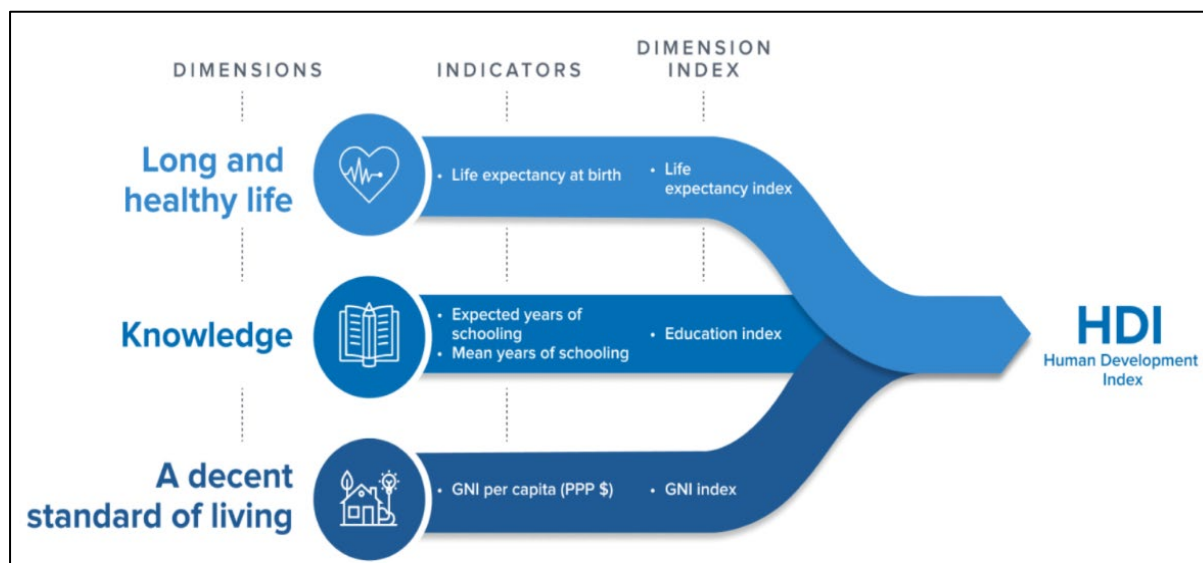 DIMENSIONS
INDICATORS
DIMENSION
INDEX
Long and
healthy life
• Life expectancy at birth
• Life
expectancy index
Knowledge
• Expected years of
schooling
• Mean years of schooling
• Education index
A decent
standard of living
• GNI per capita (PPP $)
• GNI index
HDI
Human Development
Index